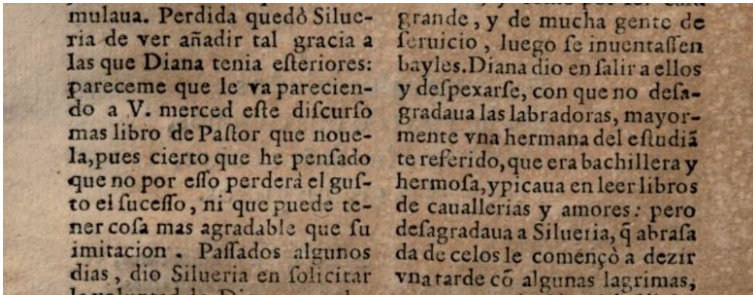 mulaua. Perdida quedò Silue-
ria de ver añadir tal gracia a
las que Diana tenia eſteriores:
pareceme que le va parecien-
do a V. merced eſte diſcurſo
mas libro de Paſtor que noue-
la,pues cierto que he penſado
que no por eſſo perderà el guſ-
to el ſuceſſo, ni que puede te-
ner coſa mas agradable que ſu
imitacion. Paſſados algunos
dias, dio Silueria en ſolicitar
grande, y de mucha gente de
ſeruicio, luego ſe inuentaſſen
bayles.Diana dio en ſalir a ellos
y deſpexarſe, con que no deſa-
gradaua las labradoras, mayor-
mente vna hermana del eſtudiã
te referido, que era bachillera y
hermoſa,ypicaua en leer libros
de cauallerias y amores: pero
deſagradaua a Silueria, q̃ abraſa
da de celos le començò a dezir
vna tarde cõ algunas lagrimas,